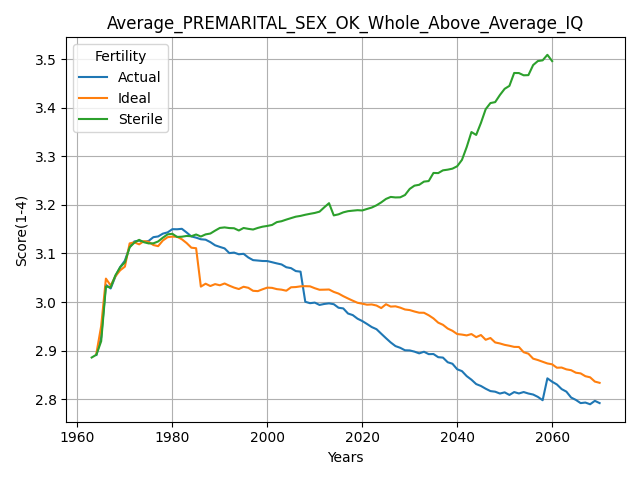 Average_PREMARITAL_SEX_OK_Whole_Above_Average_IQ
Fertility
Actual
Ideal
Sterile
3.5
3.4
3.3
3.2
3.1
3.0
2.9
2.8
Score(1-4)
1960 1980 2000 2020 2040 2060
Years